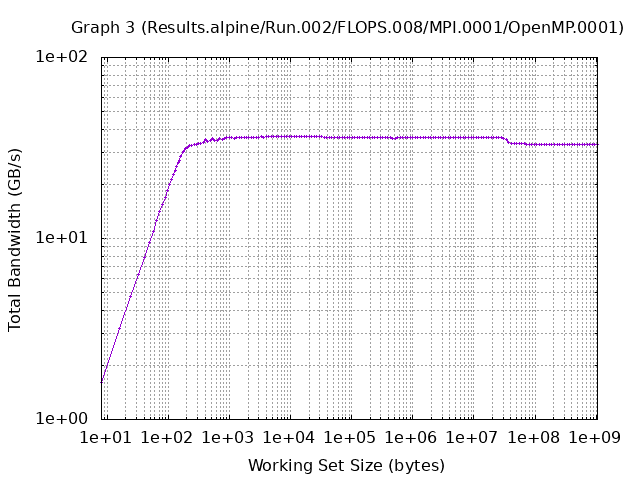 Graph 3 (Results.alpine/Run.002/FLOPS.008/MPI.0001/OpenMP.0001)
1e+02
1e+01
1e+00
Total Bandwidth (GB/s)
1e+01 1e+02 1e+03 1e+04 1e+05 1e+06 1e+07 1e+08 1e+09
Working Set Size (bytes)